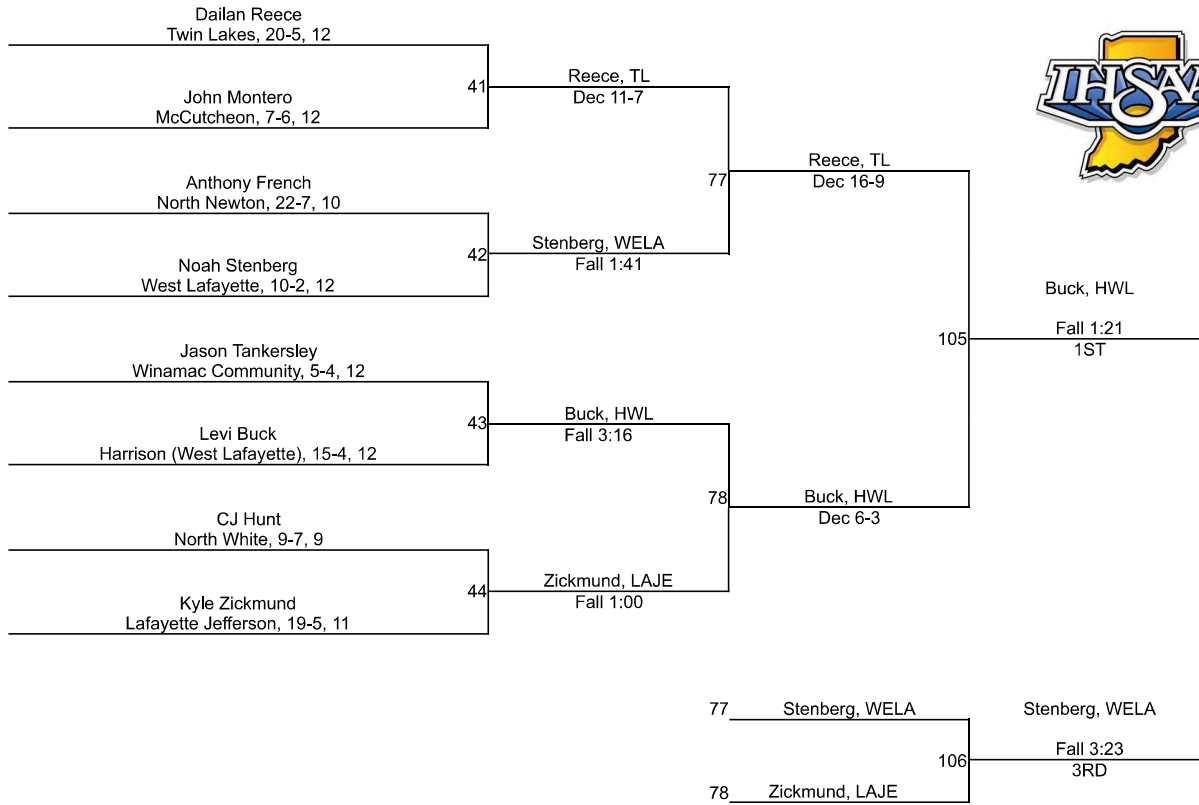 Dailan Reece
Twin Lakes, 20-5, 12
41
John Montero
McCutcheon, 7-6, 12
Reece, TL
Dec 11-7
Anthony French
North Newton, 22-7, 10
42
Noah Stenberg
West Lafayette, 10-2, 12
Stenberg, WELA
Fall 1:41
77
Reece, TL
Dec 16-9
Jason Tankersley
Winamac Community, 5-4, 12
43
Levi Buck
Harrison (West Lafayette), 15-4, 12
Buck, HWL
Fall 3:16
CJ Hunt
North White, 9-7, 9
44
Kyle Zickmund
Lafayette Jefferson, 19-5, 11
Zickmund, LAJE
Fall 1:00
78
Buck, HWL
Dec 6-3
105
Buck, HWL
Fall 1:21
1ST
IHSAA
77
Stenberg, WELA
106
78
Zickmund, LAJE
Stenberg, WELA
Fall 3:23
3RD